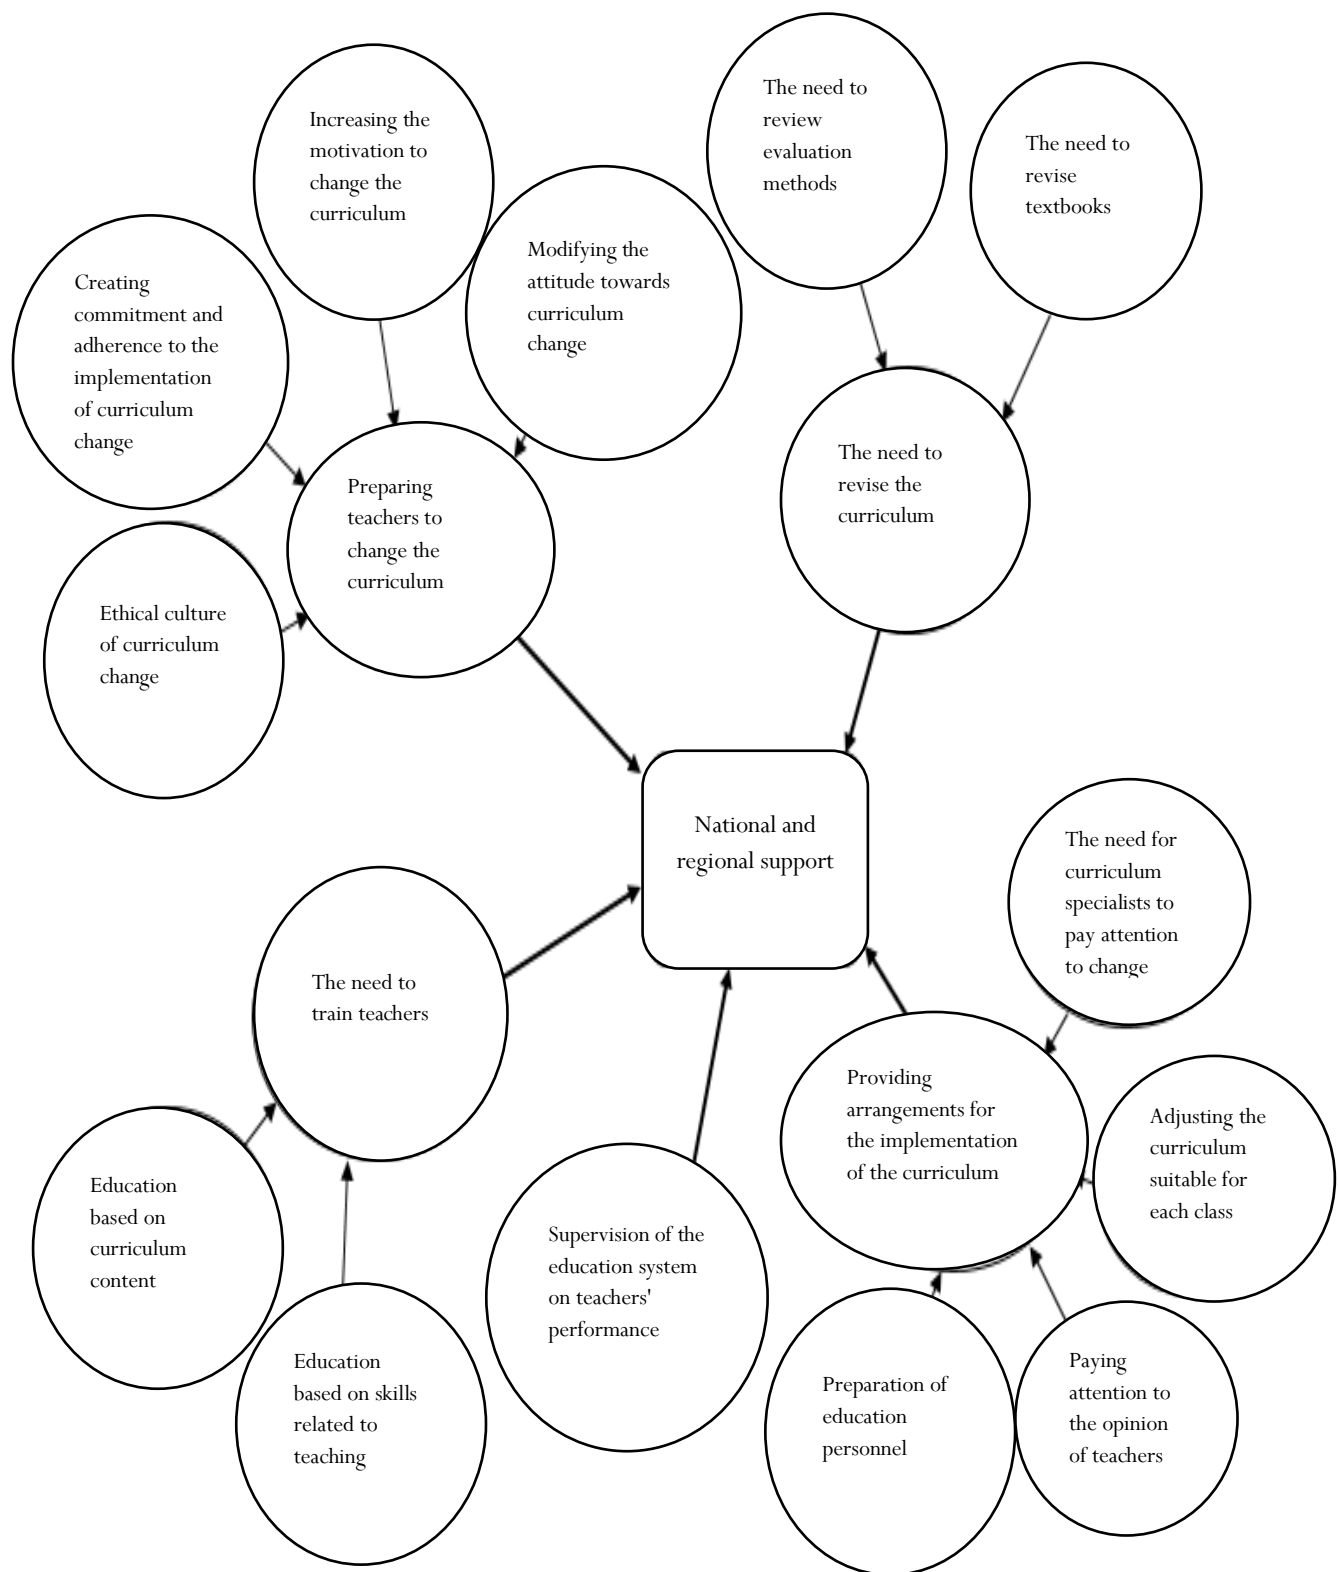 The need to
review
evaluation
methods
Increasing the
motivation to
change the
curriculum
The need to
revise
textbooks
Modifying the
attitude towards
curriculum
change
Creating
commitment and
adherence to the
implementation
of curriculum
change
The need to
revise the
curriculum
Preparing
teachers to
change the
curriculum
Ethical culture
of curriculum
change
National and
regional support
The need for
curriculum
specialists to
pay attention
to change
The need to
train teachers
Providing
arrangements for
the implementation
of the curriculum
Adjusting the
curriculum
suitable for
each class
Education
based on
curriculum
content
Supervision of the
education system
on teachers'
performance
Education
based on skills
related to
teaching
Preparation of
education
personnel
Paying
attention to
the opinion
of teachers